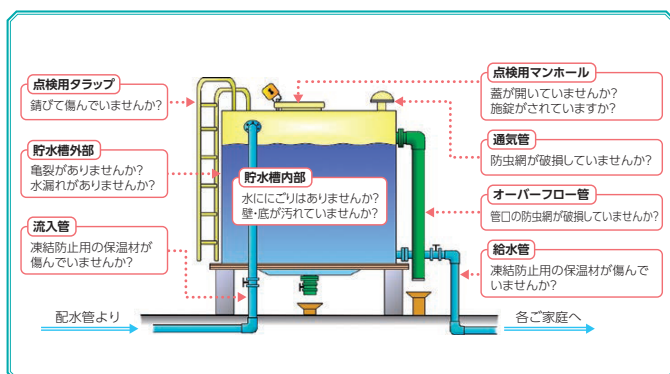 点検用タラップ
錆びて傷んでいませんか?
貯水槽外部
亀裂がありませんか?
水漏れがありませんか?
流入管
凍結防止用の保温材が
傷んでいませんか?
配水管より
貯水槽内部
水ににごりはありませんか?
壁・底が汚れていませんか?
点検用マンホール
蓋が開いていませんか?
施錠がされていますか?
通気管
防虫網が破損していませんか?
オーバーフロー管
管口の防虫網が破損していませんか?
給水管
凍結防止用の保温材が傷んで
いませんか?
各ご家庭へ